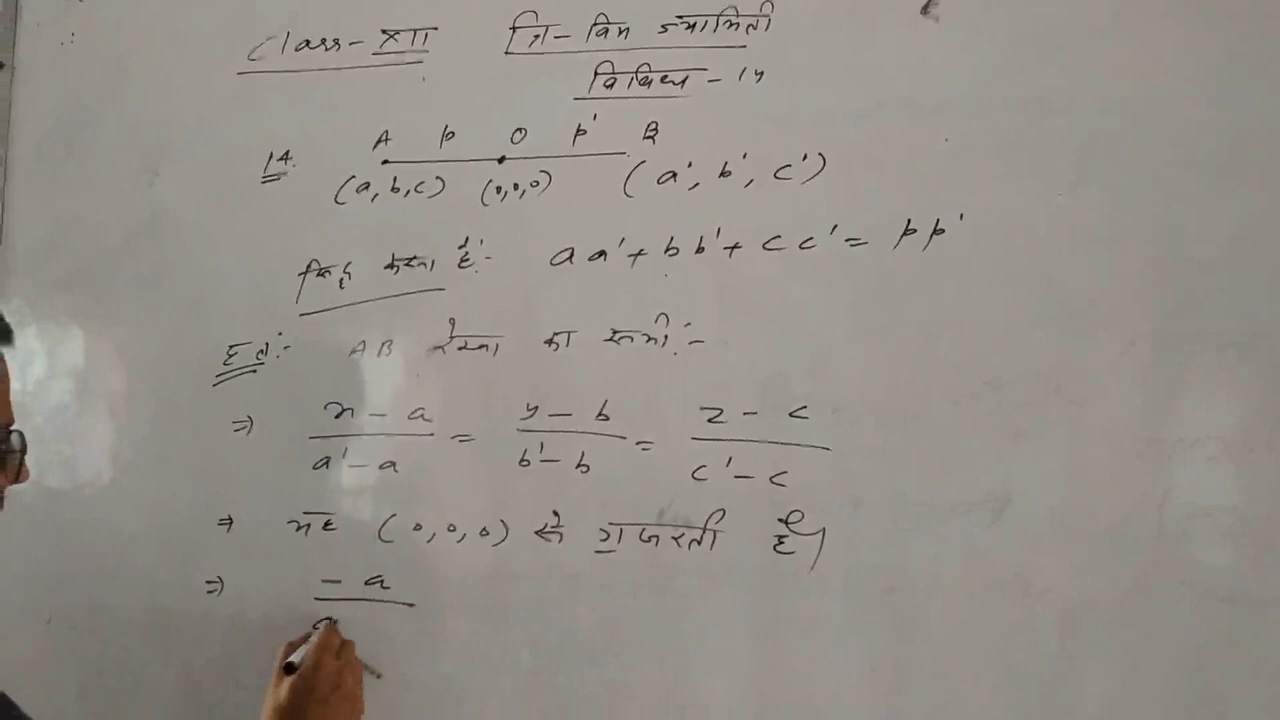 Class-XII त्रि-विम ज्यामिती
विविध - 14
14. A p O p' B
(a, b, c) (0,0,0) (a', b', c')
सिद्ध करना है:- aa' + bb' + cc' = pp'
हल:- AB रेखा का समी:-
⇒ x - a / a' - a = y - b / b' - b = z - c / c' - c
⇒ यह (0,0,0) से गुजरती है।
⇒ - a